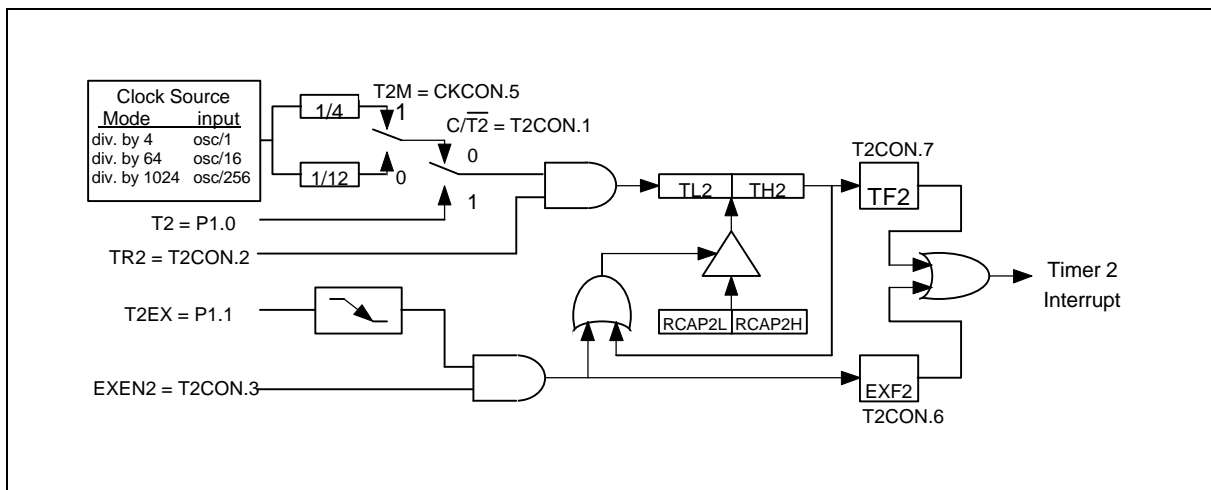 Clock Source
Mode input
div. by 4 osc/1
div. by 64 osc/16
div. by 1024 osc/256
1/4
1/12
T2M = CKCON.5
1
0
C/T2 = T2CON.1
0
1
T2 = P1.0
TR2 = T2CON.2
TL2 TH2
T2CON.7
TF2
Timer 2
Interrupt
T2EX = P1.1
RCAP2L RCAP2H
EXEN2 = T2CON.3
EXF2
T2CON.6